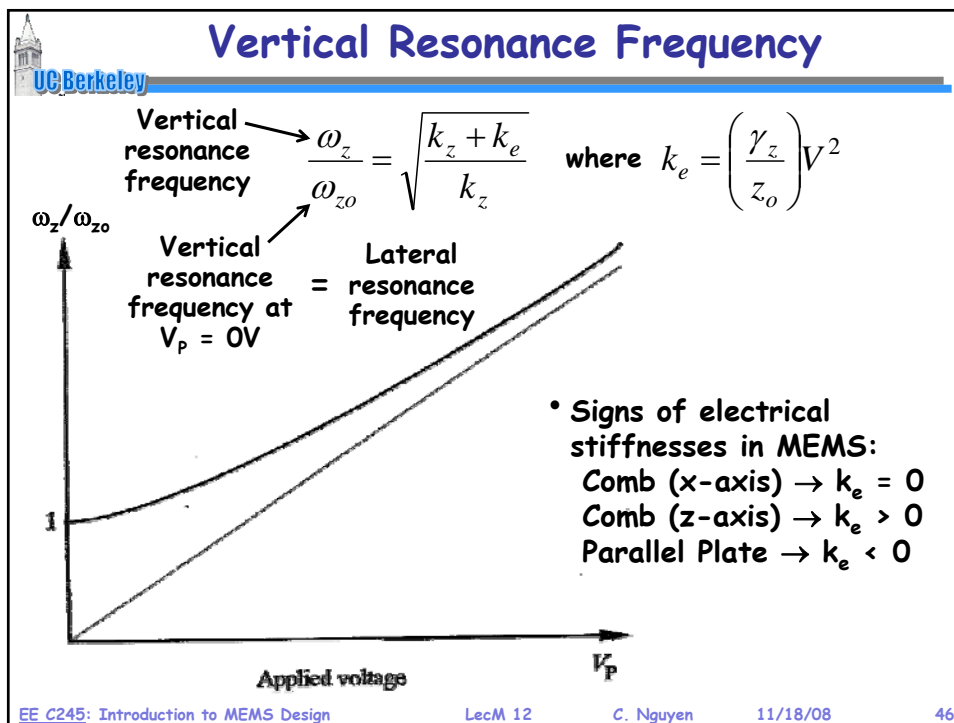 Vertical Resonance Frequency
UC Berkeley
Vertical
resonance
frequency
ω_z/ω_zo = √((k_z + k_e)/k_z) where k_e = (γ_z/z_o)V²
ω_z/ω_zo
Vertical
resonance
frequency at
V_P = 0V
=
Lateral
resonance
frequency
• Signs of electrical
stiffnesses in MEMS:
Comb (x-axis) → k_e = 0
Comb (z-axis) → k_e > 0
Parallel Plate → k_e < 0
1
Applied voltage
V_P
EE C245: Introduction to MEMS Design LecM 12 C. Nguyen 11/18/08 46